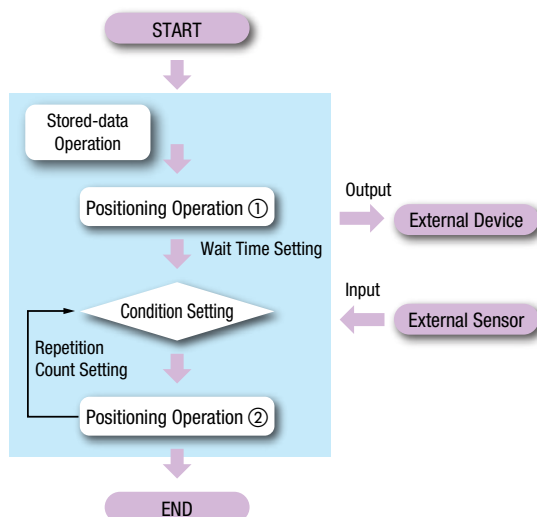 START
Stored-data
Operation
Positioning Operation ①
Output
External Device
Wait Time Setting
Condition Setting
Input
External Sensor
Repetition
Count Setting
Positioning Operation ②
END